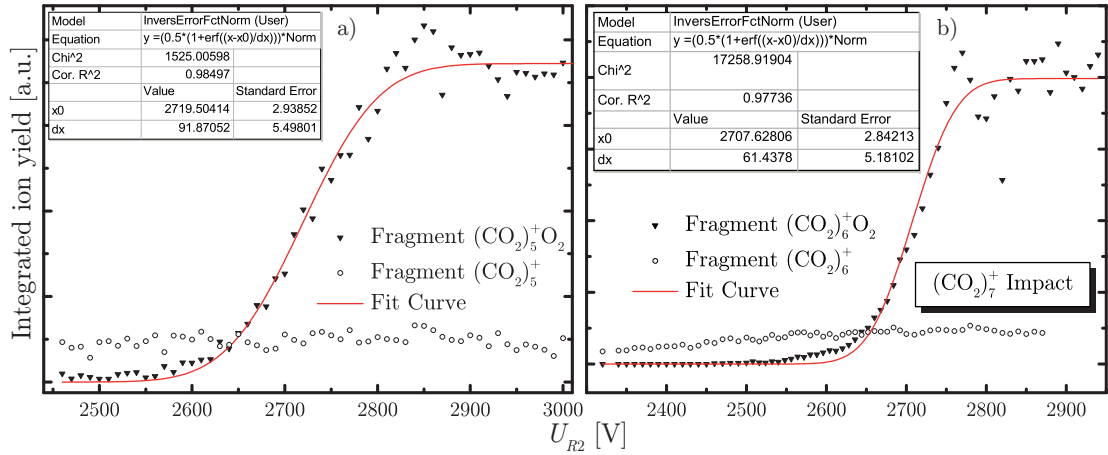 Integrated ion yield [a.u.]
a)
Model InversErrorFctNorm (User)
Equation y =(0.5*(1+erf((x-x0)/dx)))*Norm
Chi^2 1525.00598
Cor. R^2 0.98497
Value Standard Error
x0 2719.50414 2.93852
dx 91.87052 5.49801
Fragment (CO₂)₅⁺O₂
Fragment (CO₂)₅⁺
Fit Curve
2500 2600 2700 2800 2900 3000
b)
Model InversErrorFctNorm (User)
Equation y =(0.5*(1+erf((x-x0)/dx)))*Norm
Chi^2 17258.91904
Cor. R^2 0.97736
Value Standard Error
x0 2707.62806 2.84213
dx 61.4378 5.18102
Fragment (CO₂)₆⁺O₂
Fragment (CO₂)₆⁺
Fit Curve
(CO₂)₇⁺ Impact
2400 2500 2600 2700 2800 2900
U_R2 [V]